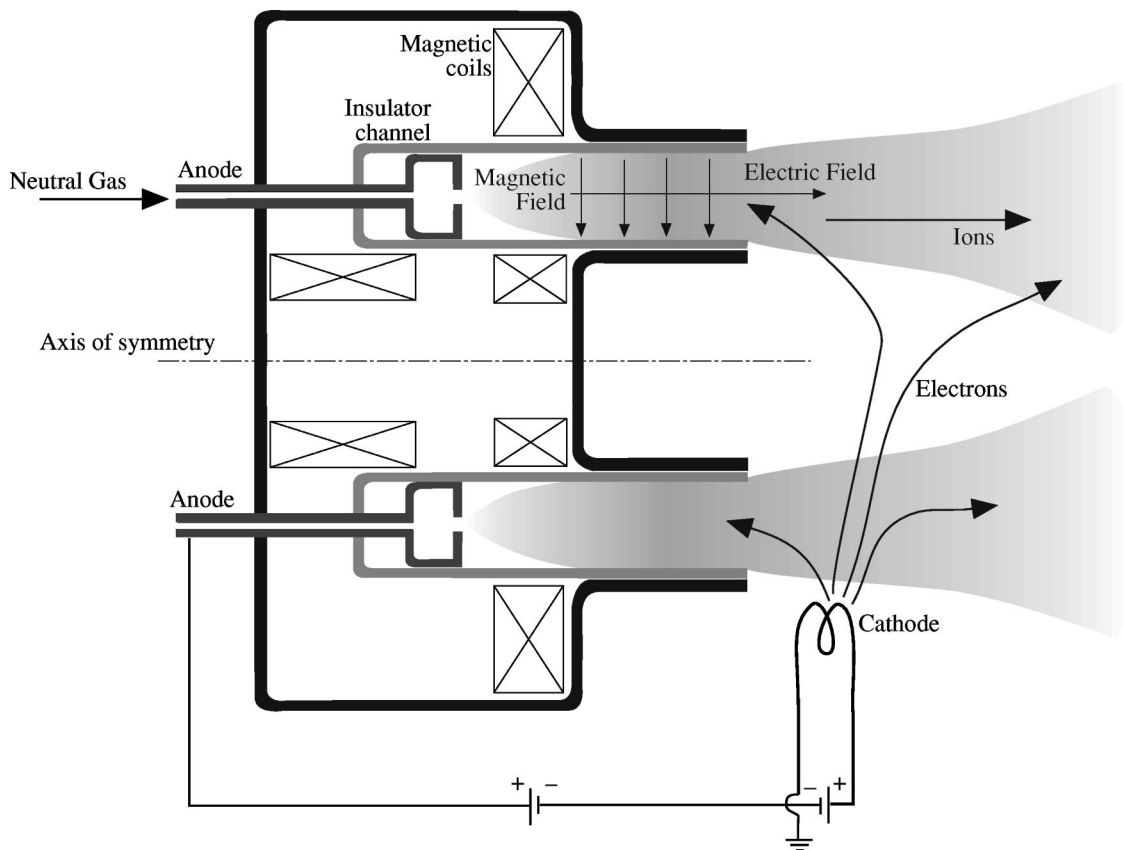 Magnetic
coils
Insulator
channel
Anode
Neutral Gas
Magnetic
Field
Electric Field
Ions
Axis of symmetry
Electrons
Anode
Cathode
+ −
− +